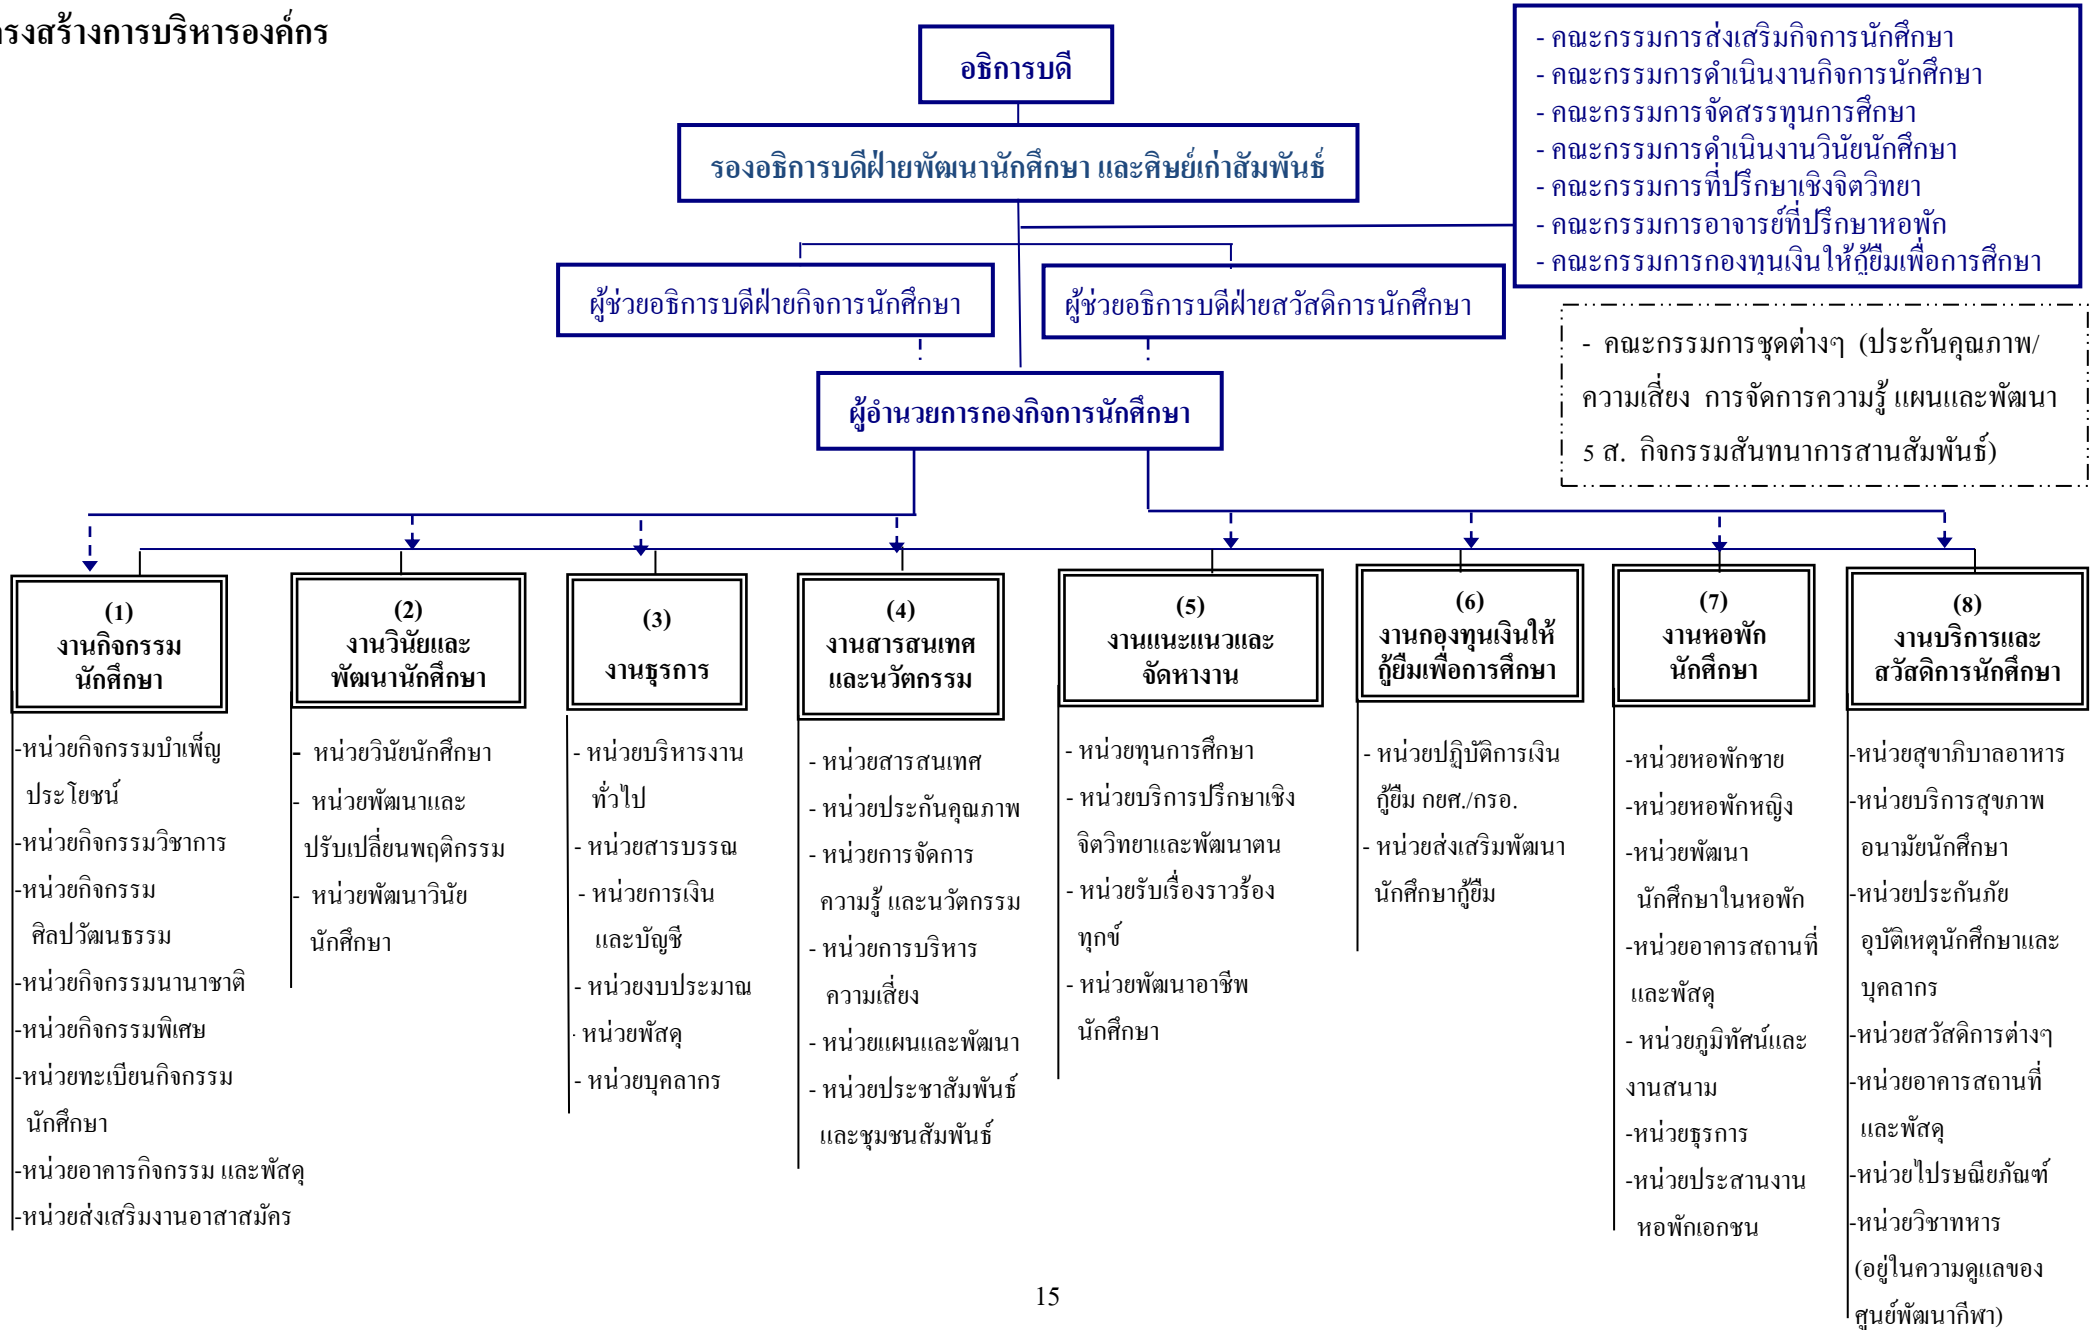 ครงสร้างการบริหารองค์กร
อธิการบดี
รองอธิการบดีฝ่ายพัฒนานักศึกษา และศิษย์เก่าสัมพันธ์
- คณะกรรมการส่งเสริมกิจการนักศึกษา
- คณะกรรมการดำเนินงานกิจการนักศึกษา
- คณะกรรมการจัดสรรทุนการศึกษา
- คณะกรรมการดำเนินงานวินัยนักศึกษา
- คณะกรรมการที่ปรึกษาเชิงจิตวิทยา
- คณะกรรมการอาจารย์ที่ปรึกษาหอพัก
- คณะกรรมการกองทุนเงินให้กู้ยืมเพื่อการศึกษา
ผู้ช่วยอธิการบดีฝ่ายกิจการนักศึกษา
ผู้ช่วยอธิการบดีฝ่ายสวัสดิการนักศึกษา
- คณะกรรมการชุดต่างๆ (ประกันคุณภาพ/
ความเสี่ยง การจัดการความรู้ แผนและพัฒนา
5 ส. กิจกรรมสันทนาการสานสัมพันธ์)
ผู้อำนวยการกองกิจการนักศึกษา
(1)
งานกิจกรรม
นักศึกษา
-หน่วยกิจกรรมบำเพ็ญ
ประโยชน์
-หน่วยกิจกรรมวิชาการ
-หน่วยกิจกรรม
ศิลปวัฒนธรรม
-หน่วยกิจกรรมนานาชาติ
-หน่วยกิจกรรมพิเศษ
-หน่วยทะเบียนกิจกรรม
นักศึกษา
-หน่วยอาคารกิจกรรม และพัสดุ
-หน่วยส่งเสริมงานอาสาสมัคร
(2)
งานวินัยและ
พัฒนานักศึกษา
- หน่วยวินัยนักศึกษา
- หน่วยพัฒนาและ
ปรับเปลี่ยนพฤติกรรม
- หน่วยพัฒนาวินัย
นักศึกษา
(3)
งานธุรการ
- หน่วยบริหารงาน
ทั่วไป
- หน่วยสารบรรณ
- หน่วยการเงิน
และบัญชี
- หน่วยงบประมาณ
- หน่วยพัสดุ
- หน่วยบุคลากร
(4)
งานสารสนเทศ
และนวัตกรรม
- หน่วยสารสนเทศ
- หน่วยประกันคุณภาพ
- หน่วยการจัดการ
ความรู้ และนวัตกรรม
- หน่วยการบริหาร
ความเสี่ยง
- หน่วยแผนและพัฒนา
- หน่วยประชาสัมพันธ์
และชุมชนสัมพันธ์
(5)
งานแนะแนวและ
จัดหางาน
- หน่วยทุนการศึกษา
- หน่วยบริการปรึกษาเชิง
จิตวิทยาและพัฒนาตน
- หน่วยรับเรื่องราวร้อง
ทุกข์
- หน่วยพัฒนาอาชีพ
นักศึกษา
(6)
งานกองทุนเงินให้
กู้ยืมเพื่อการศึกษา
- หน่วยปฏิบัติการเงิน
กู้ยืม กยศ./กรอ.
- หน่วยส่งเสริมพัฒนา
นักศึกษากู้ยืม
(7)
งานหอพัก
นักศึกษา
-หน่วยหอพักชาย
-หน่วยหอพักหญิง
-หน่วยพัฒนา
นักศึกษาในหอพัก
-หน่วยอาคารสถานที่
และพัสดุ
- หน่วยภูมิทัศน์และ
งานสนาม
-หน่วยธุรการ
-หน่วยประสานงาน
หอพักเอกชน
(8)
งานบริการและ
สวัสดิการนักศึกษา
-หน่วยสุขาภิบาลอาหาร
-หน่วยบริการสุขภาพ
อนามัยนักศึกษา
-หน่วยประกันภัย
อุบัติเหตุนักศึกษาและ
บุคลากร
-หน่วยสวัสดิการต่างๆ
-หน่วยอาคารสถานที่
และพัสดุ
-หน่วยไปรษณียภัณฑ์
-หน่วยวิชาทหาร
(อยู่ในความดูแลของ
ศูนย์พัฒนากีฬา)
15